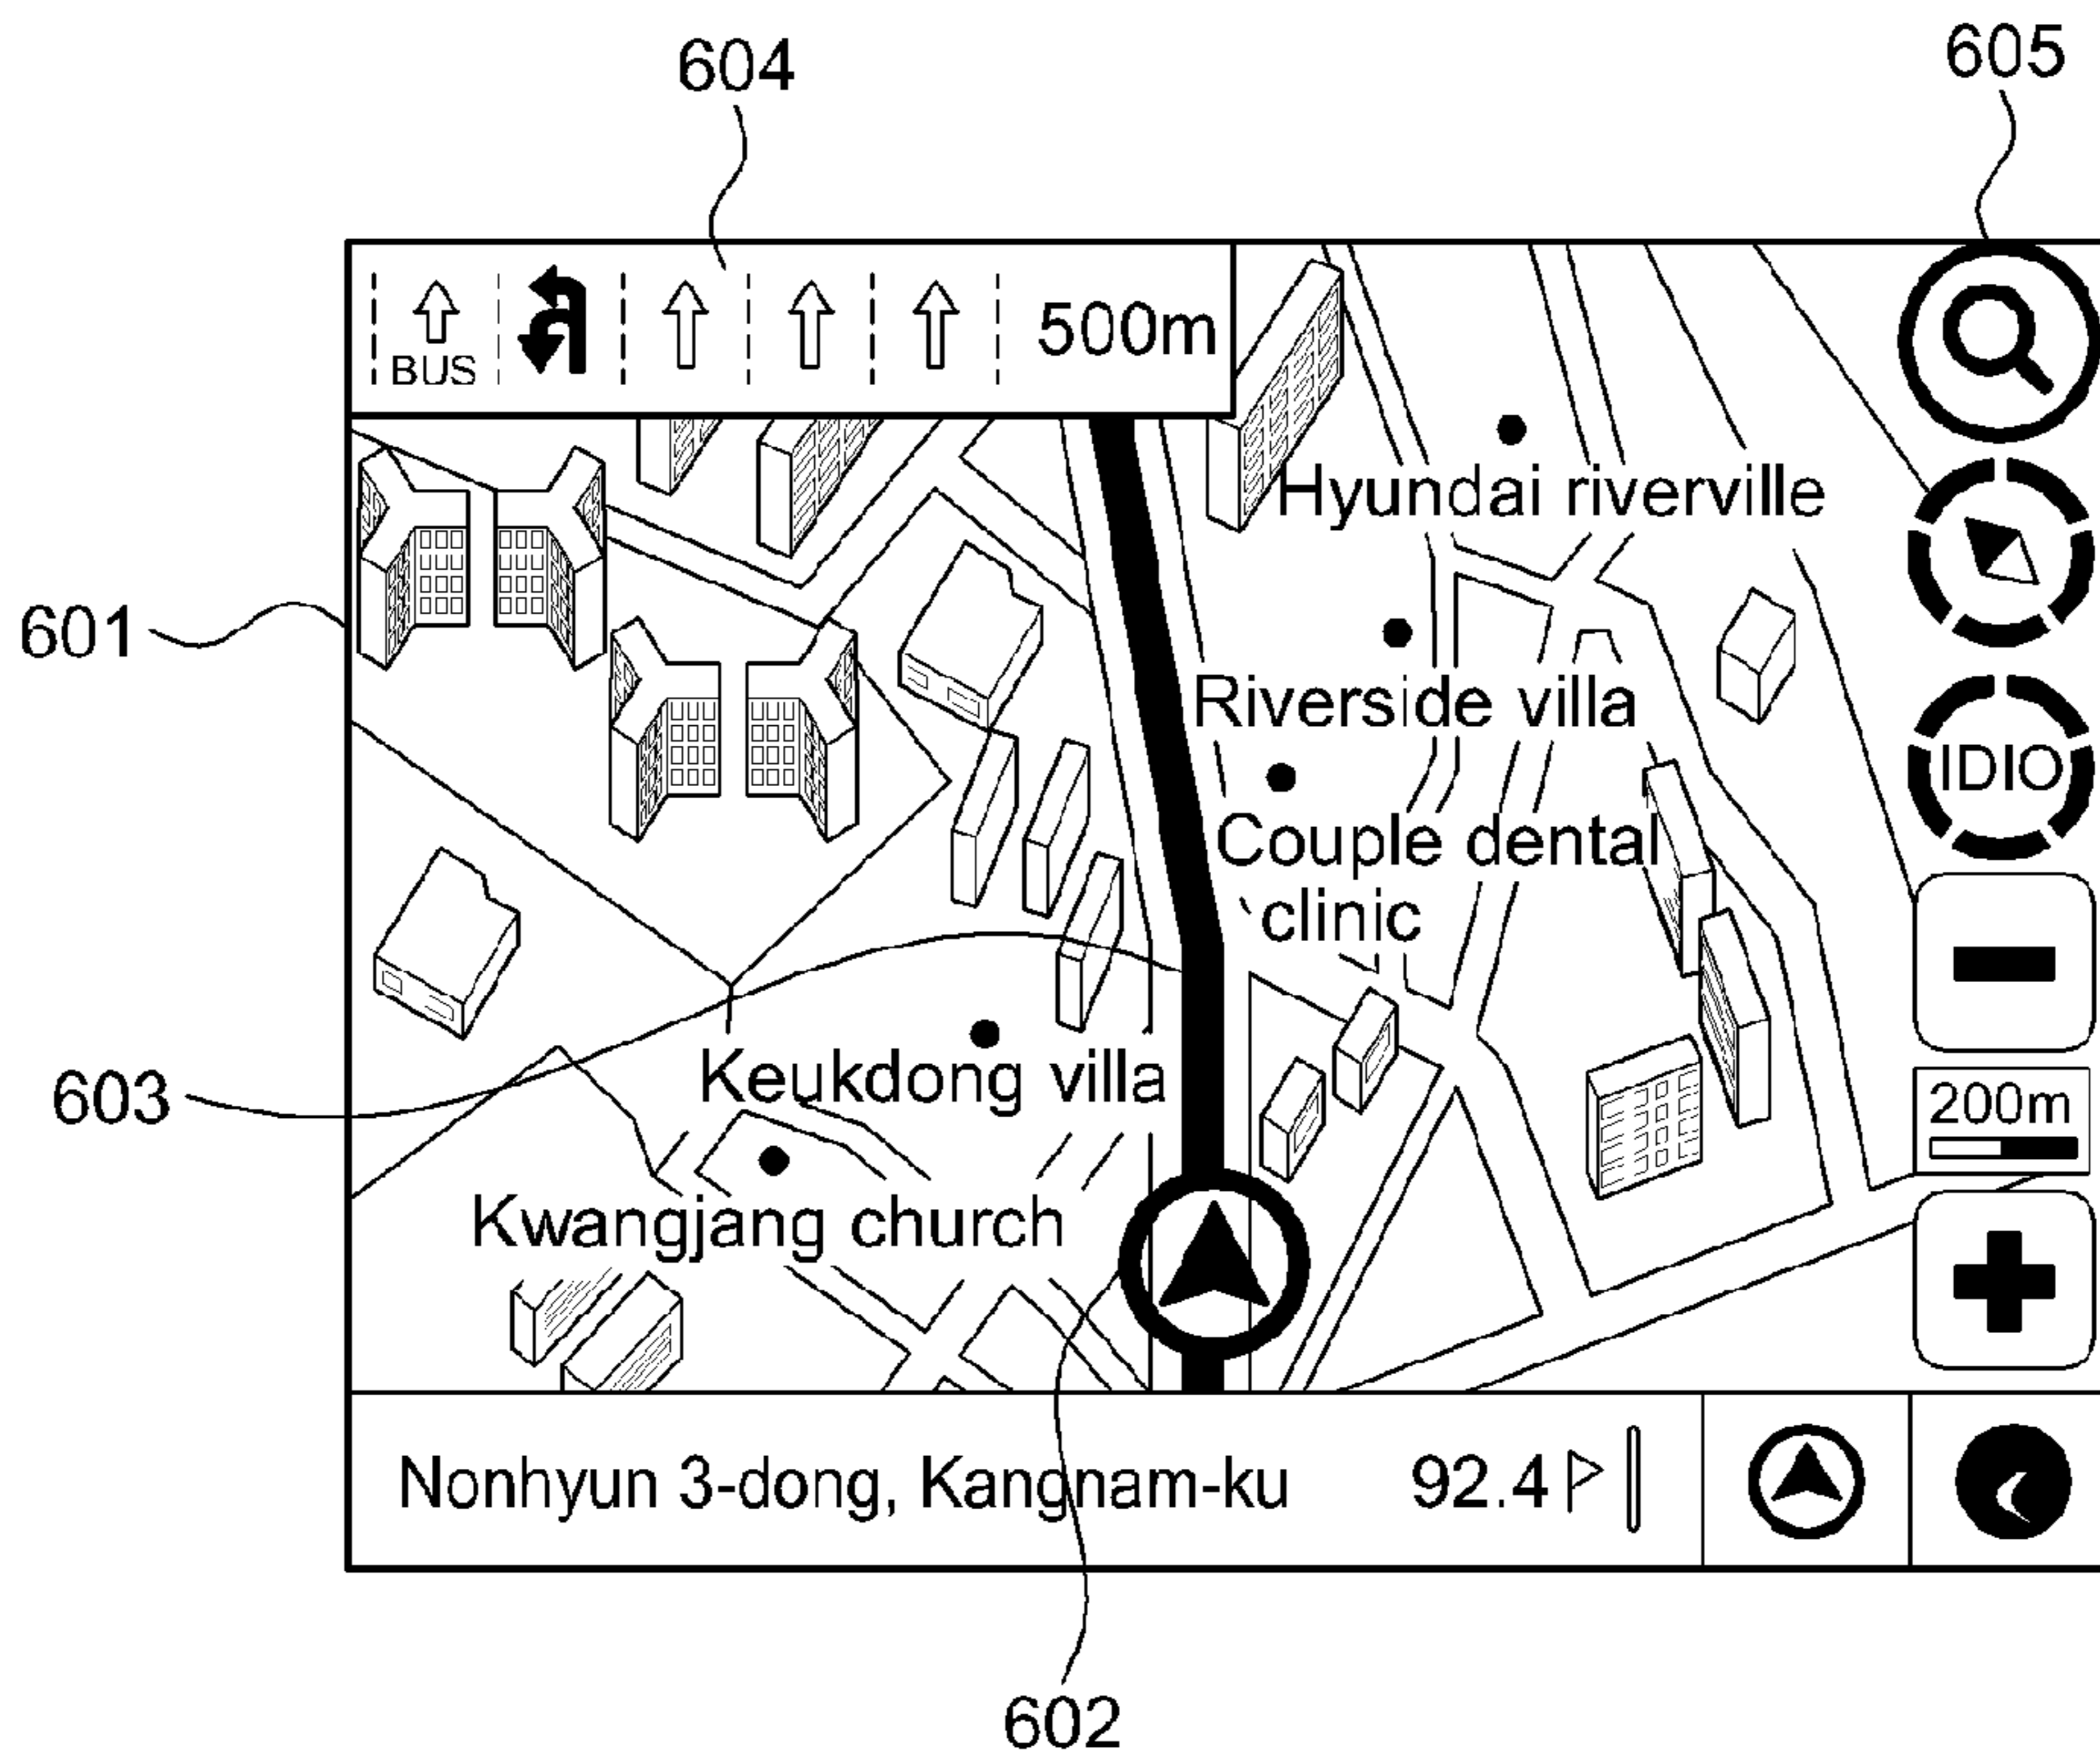 604
605
500m
BUS
Hyundai riverville
601
Riverside villa
IDIO
Couple dental
clinic
Keukdong villa
603
200m
Kwangjang church
Nonhyun 3-dong, Kangnam-ku
92.4
602